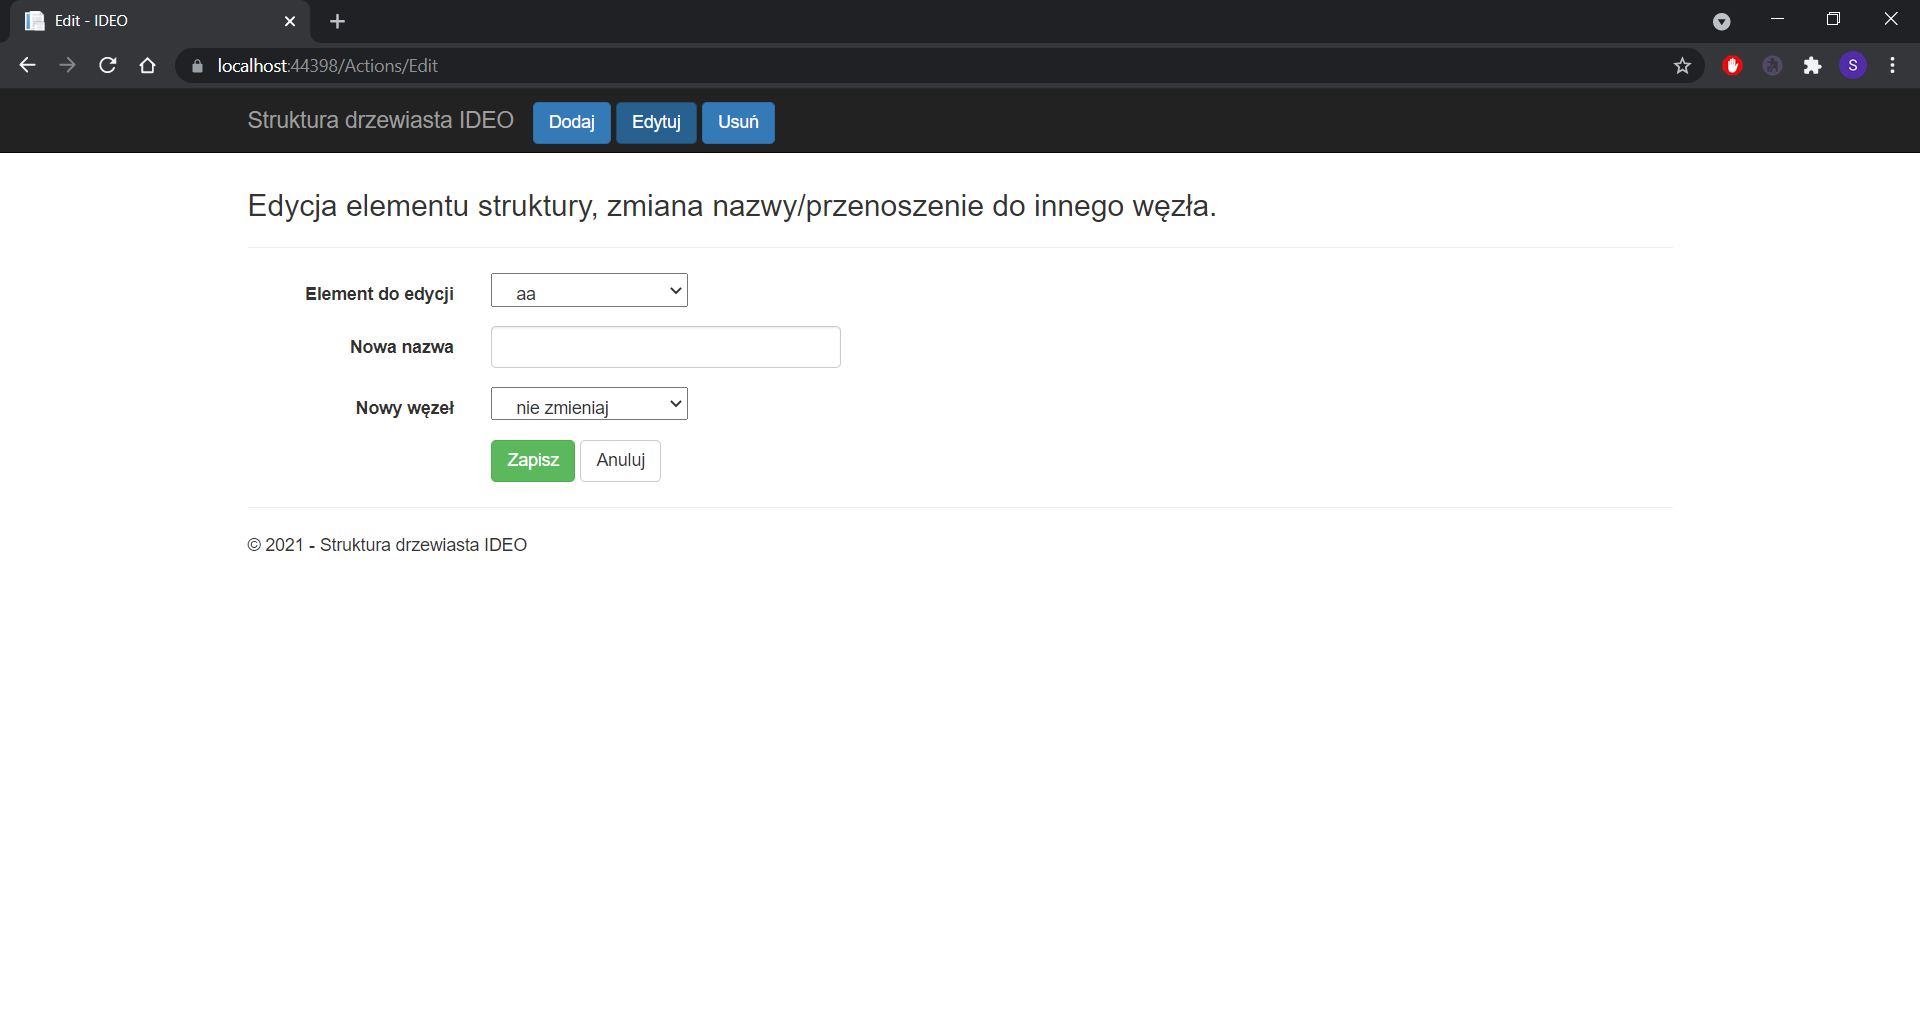 Edit - IDEO
localhost:44398/Actions/Edit
S
Struktura drzewiasta IDEO Dodaj Edytuj Usuń
Edycja elementu struktury, zmiana nazwy/przenoszenie do innego węzła.
Element do edycji aa
Nowa nazwa
Nowy węzeł nie zmieniaj
Zapisz Anuluj
© 2021 - Struktura drzewiasta IDEO